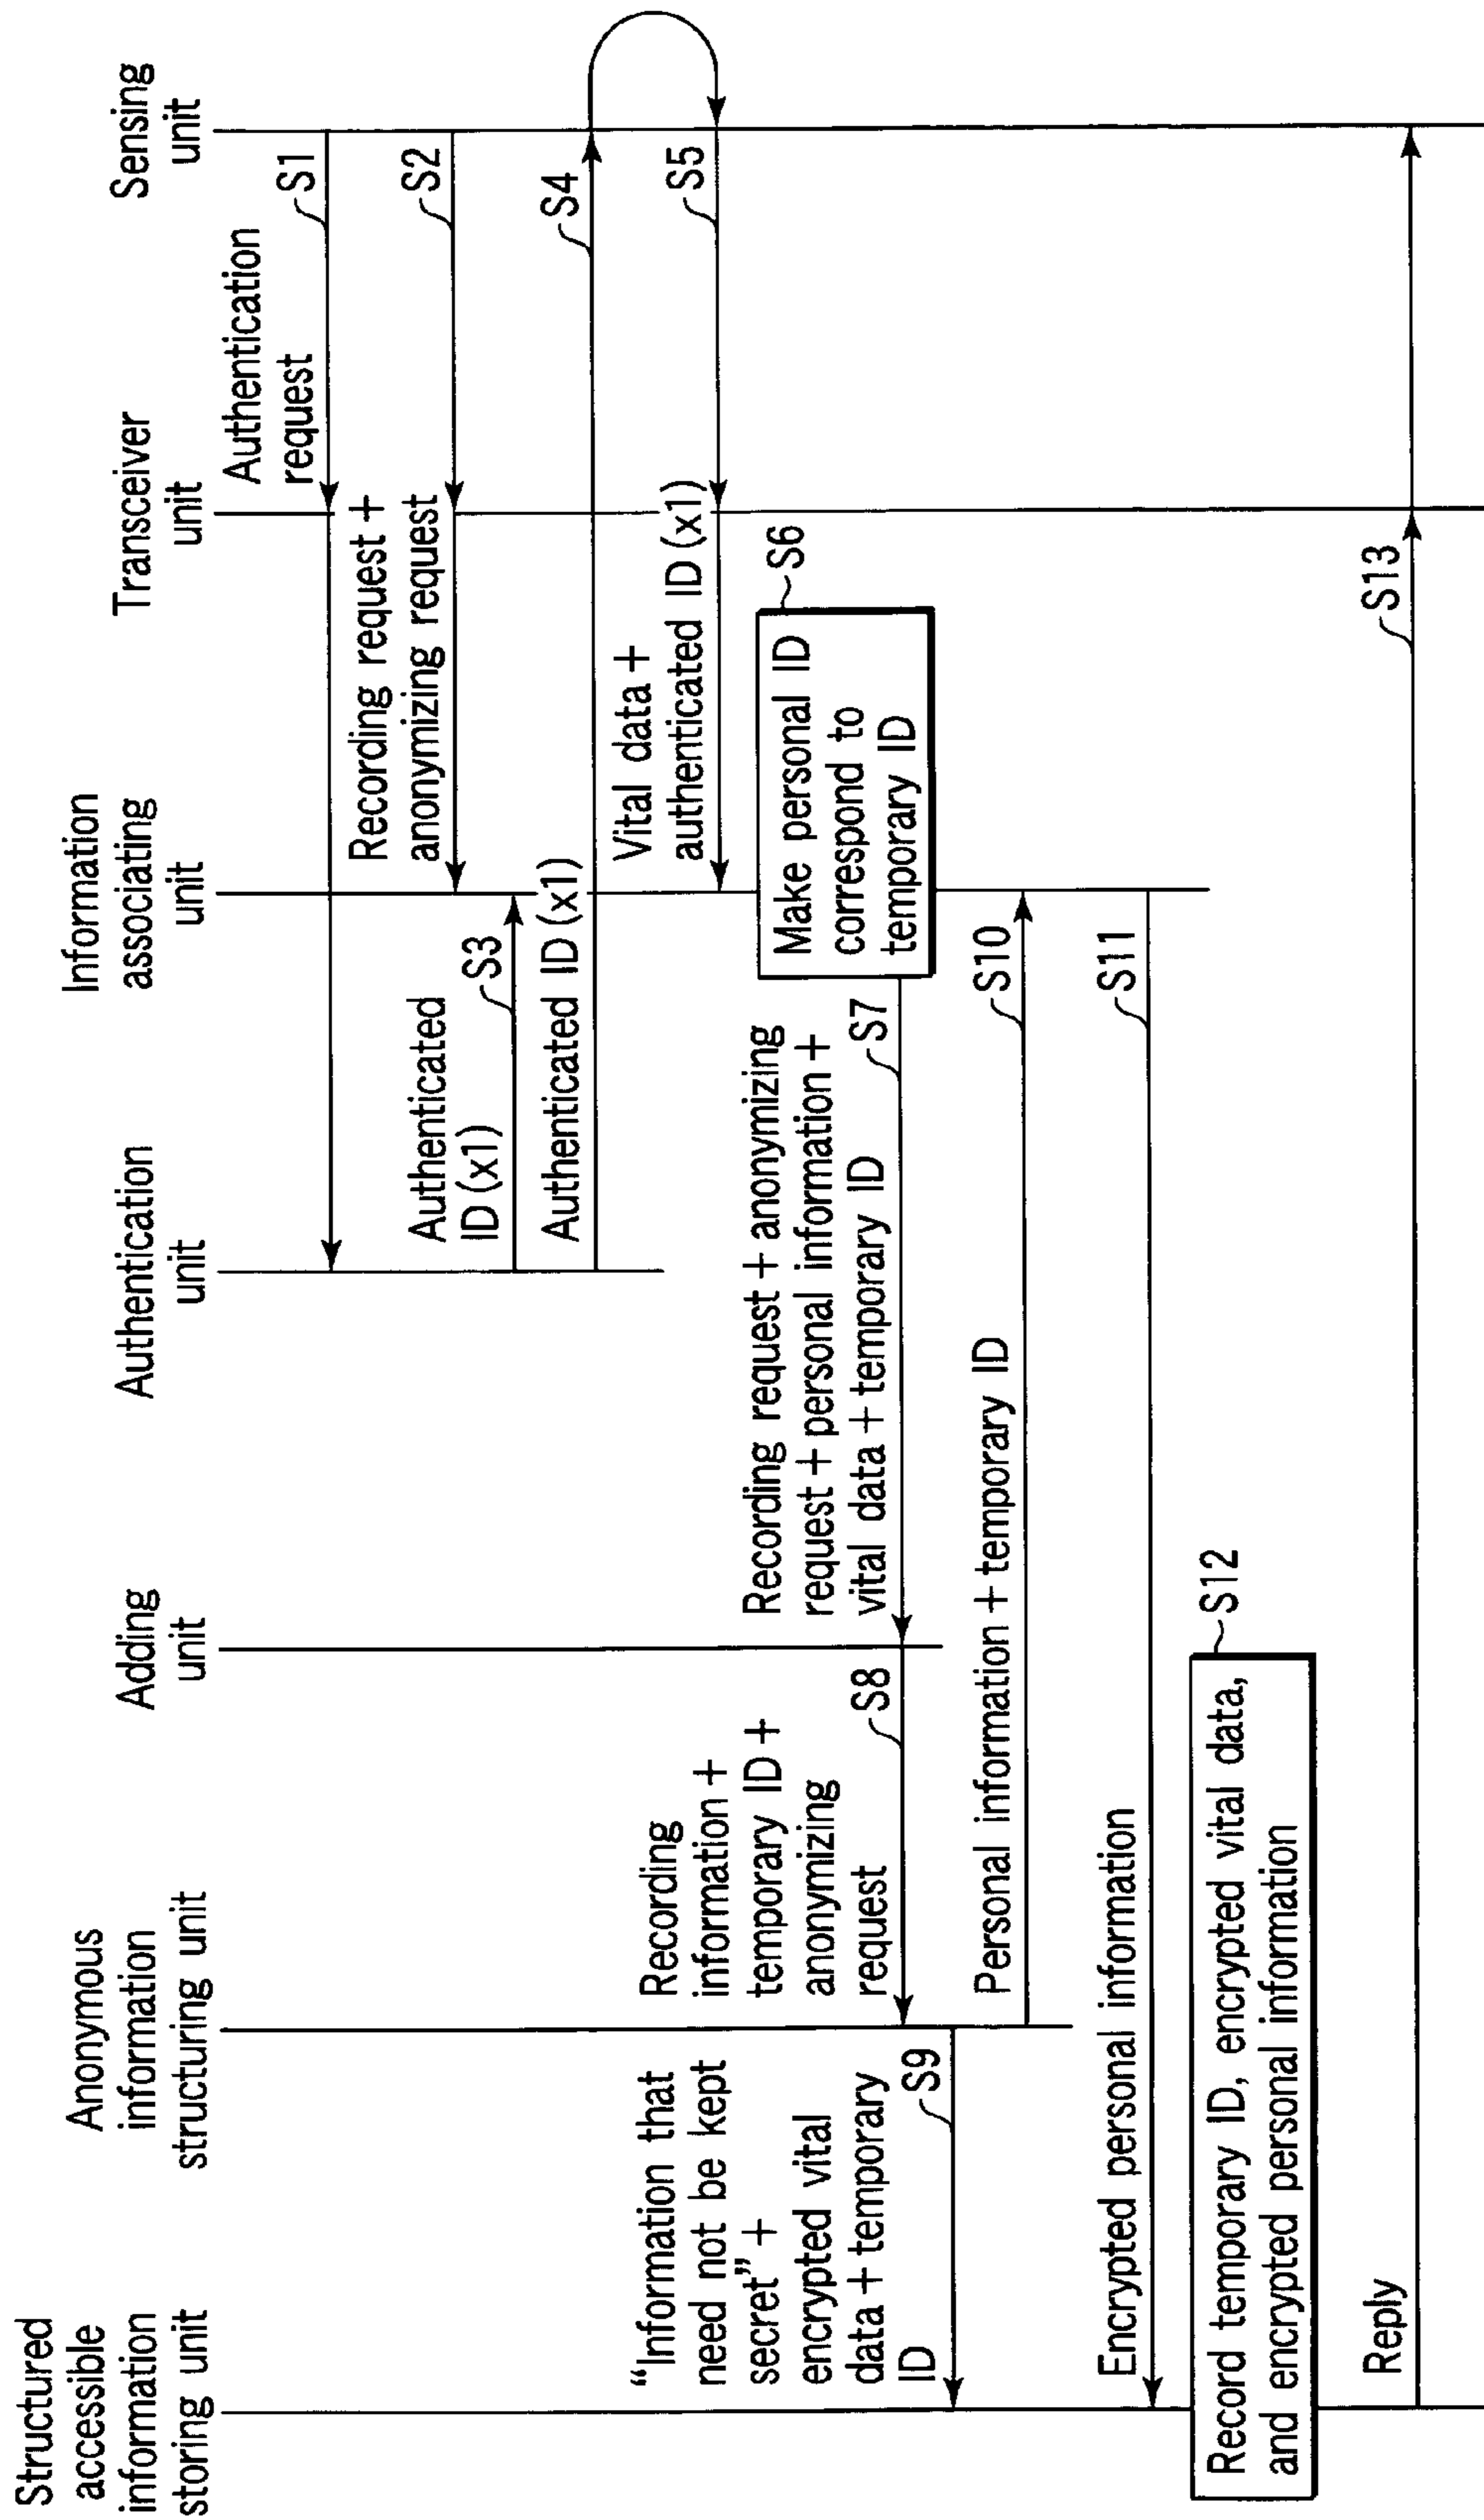 Structured
accessible
information
storing unit
Anonymous
information
structuring unit
Adding
unit
Authentication
unit
Information
associating
unit
Transceiver
unit
Sensing
unit
Authentication
request
S1
Recording request +
anonymizing request
S2
Authenticated
ID (x1)
S3
Authenticated ID (x1)
S4
Vital data +
authenticated ID (x1)
S5
Make personal ID
correspond to
temporary ID
S6
Recording request + anonymizing
request + personal information +
vital data + temporary ID
S7
Recording
information +
temporary ID +
anonymizing
request
S8
“Information that
need not be kept
secret” +
encrypted vital
data + temporary
ID
S9
Personal information + temporary ID
S10
Encrypted personal information
S11
Record temporary ID, encrypted vital data,
and encrypted personal information
S12
Reply
S13